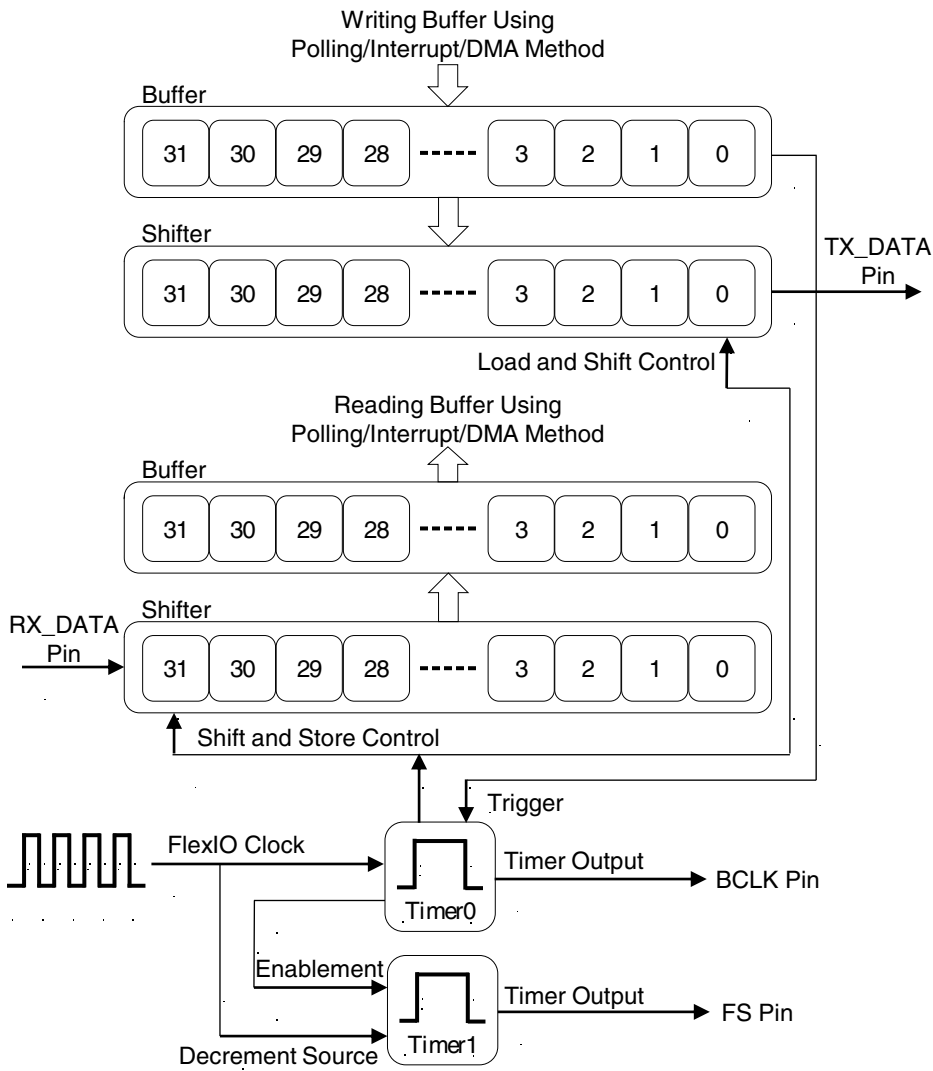 Writing Buffer Using
Polling/Interrupt/DMA Method
Buffer
31 30 29 28 3 2 1 0
Shifter
31 30 29 28 3 2 1 0
TX_DATA
Pin
Load and Shift Control
Reading Buffer Using
Polling/Interrupt/DMA Method
Buffer
31 30 29 28 3 2 1 0
Shifter
RX_DATA
Pin
31 30 29 28 3 2 1 0
Shift and Store Control
Trigger
FlexIO Clock
Timer0
Timer Output
BCLK Pin
Enablement
Timer Output
FS Pin
Timer1
Decrement Source